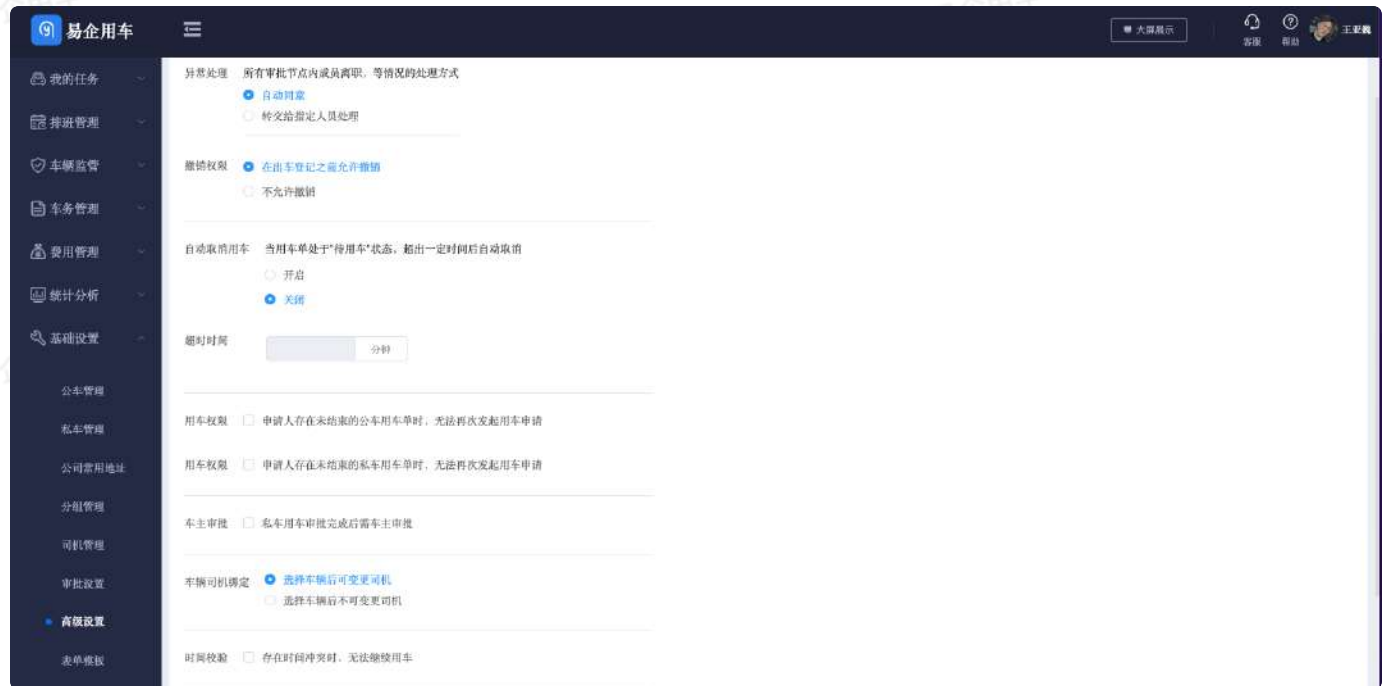 易企用车
大屏展示
客服
帮助
王亚巍
我的任务
排班管理
车辆监管
车务管理
费用管理
统计分析
基础设置
公车管理
私车管理
公司常用地址
分组管理
司机管理
审批设置
高级设置
表单模板
异常处理 所有审批节点内成员离职，等情况的处理方式
自动同意
转交给指定人员处理
撤销权限 在出车登记之前允许撤销
不允许撤销
自动取消用车 当用车单处于"待用车"状态，超出一定时间后自动取消
开启
关闭
超时时间 分钟
用车权限 申请人存在未结束的公车用车单时，无法再次发起用车申请
用车权限 申请人存在未结束的私车用车单时，无法再次发起用车申请
车主审批 私车用车审批完成后需车主审批
车辆司机绑定 选择车辆后可变更司机
选择车辆后不可变更司机
时间校验 存在时间冲突时，无法继续用车